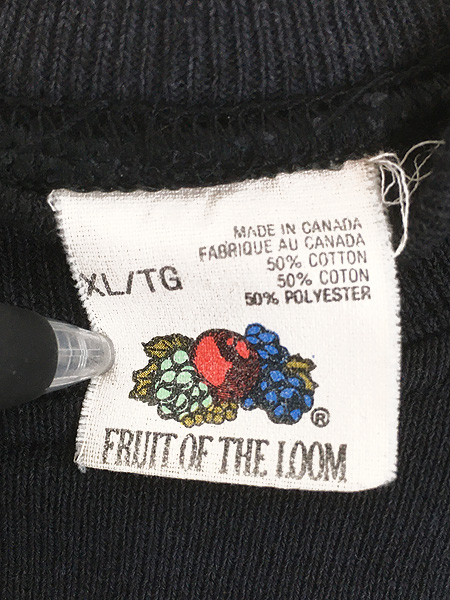 MADE IN CANADA
FABRIQUE AU CANADA
50% COTTON
XL/TG
50% COTON
50% POLYESTER
®
FRUIT OF THE LOOM